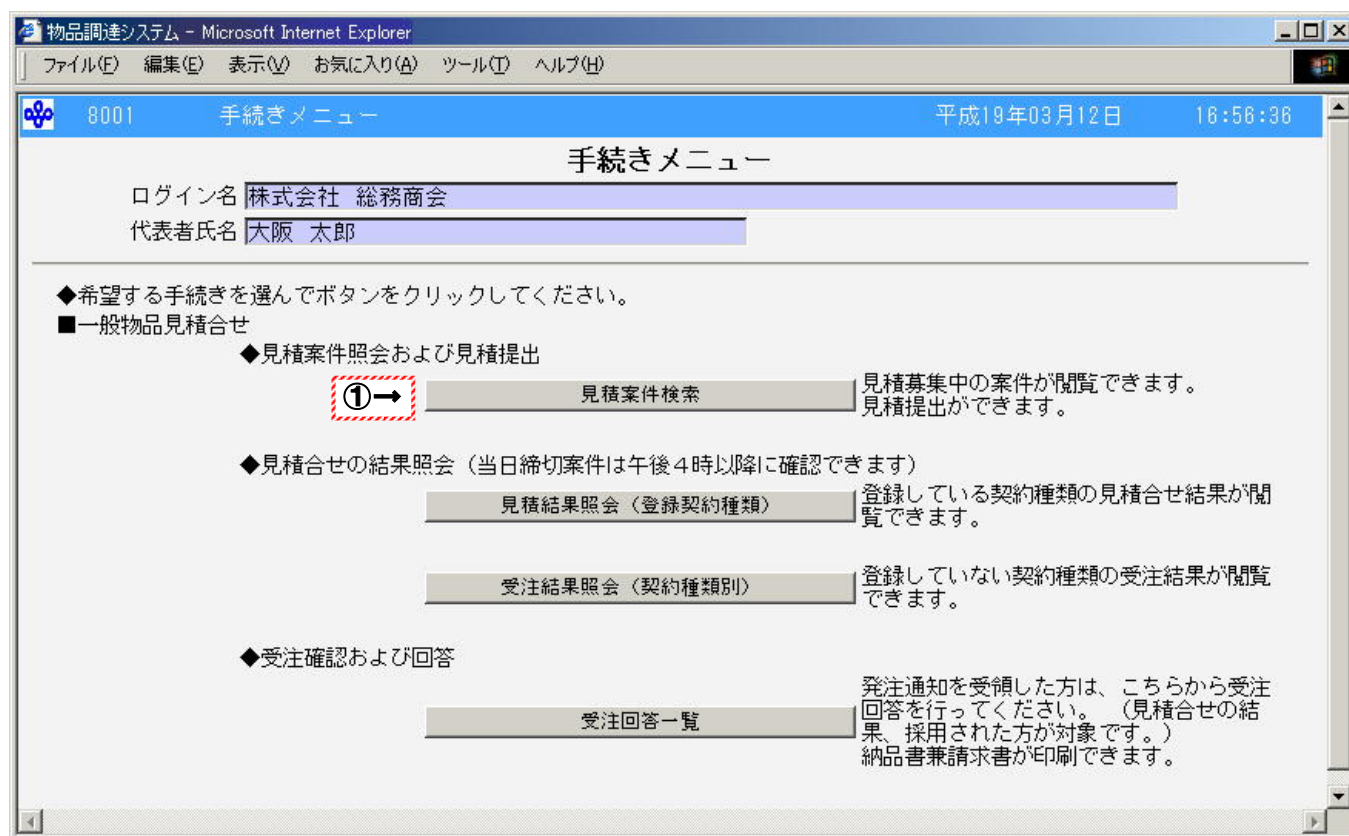 物品調達システム - Microsoft Internet Explorer
ファイル(F) 編集(E) 表示(V) お気に入り(A) ツール(T) ヘルプ(H)
8001 手続きメニュー 平成19年03月12日 16:56:36
手続きメニュー
ログイン名 株式会社 総務商会
代表者氏名 大阪 太郎
◆希望する手続きを選んでボタンをクリックしてください。
■一般物品見積合せ
◆見積案件照会および見積提出
①→ 見積案件検索 見積募集中の案件が閲覧できます。
見積提出ができます。
◆見積合せの結果照会(当日締切案件は午後4時以降に確認できます)
見積結果照会(登録契約種類) 登録している契約種類の見積合せ結果が閲
覧できます。
受注結果照会(契約種類別) 登録していない契約種類の受注結果が閲覧
できます。
◆受注確認および回答
受注回答一覧 発注通知を受領した方は、こちらから受注
回答を行ってください。 (見積合せの結
果、採用された方が対象です。)
納品書兼請求書が印刷できます。